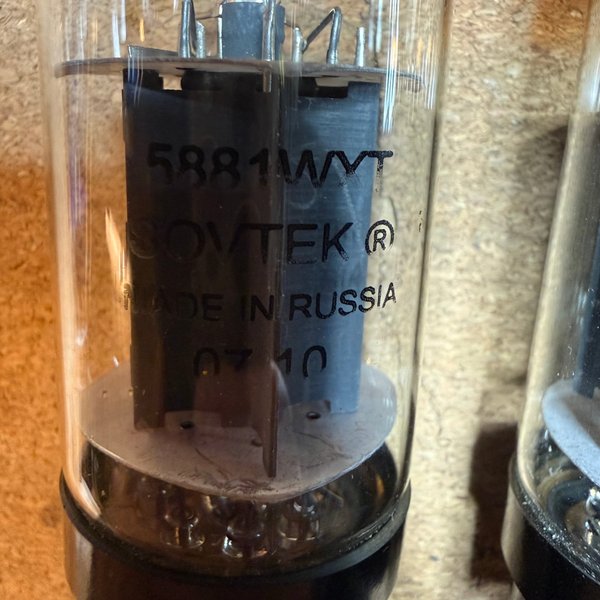 5881WXT
SOVTEK ®
MADE IN RUSSIA
07 10